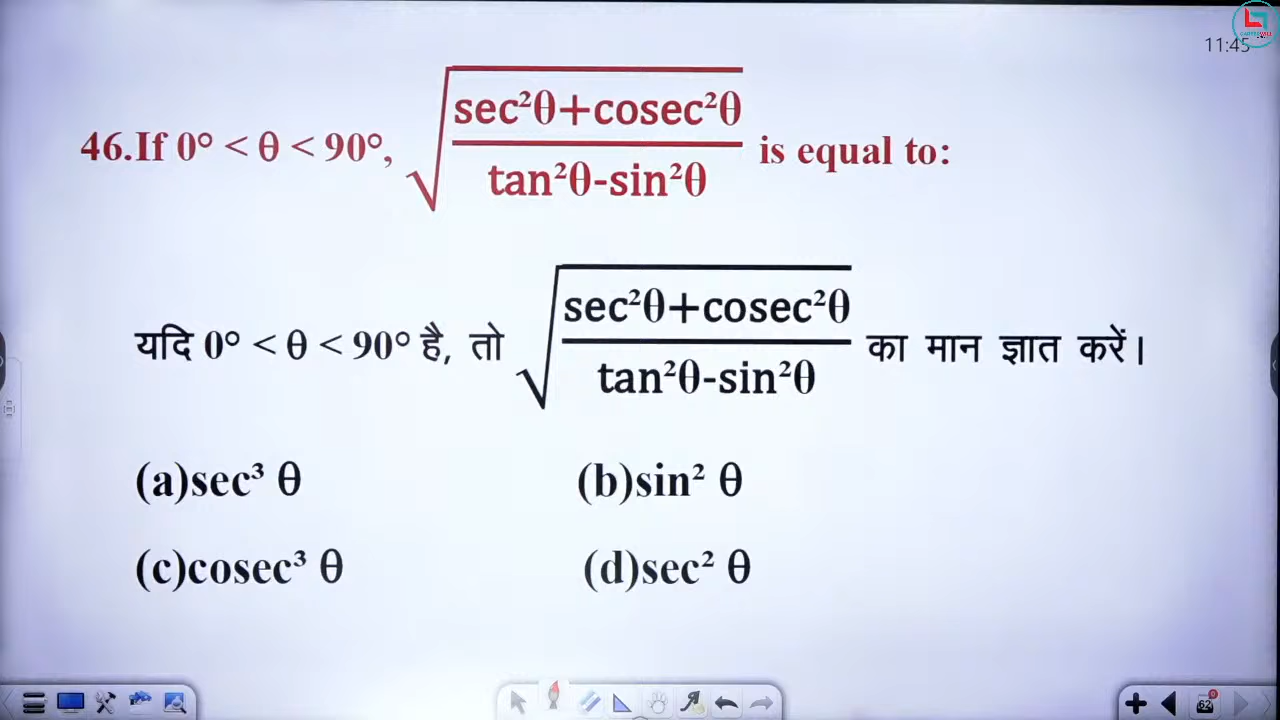 11:45
46.If 0° < θ < 90°, √(sec²θ+cosec²θ / tan²θ-sin²θ) is equal to:
यदि 0° < θ < 90° है, तो √(sec²θ+cosec²θ / tan²θ-sin²θ) का मान ज्ञात करें।
(a)sec³ θ (b)sin² θ
(c)cosec³ θ (d)sec² θ
62